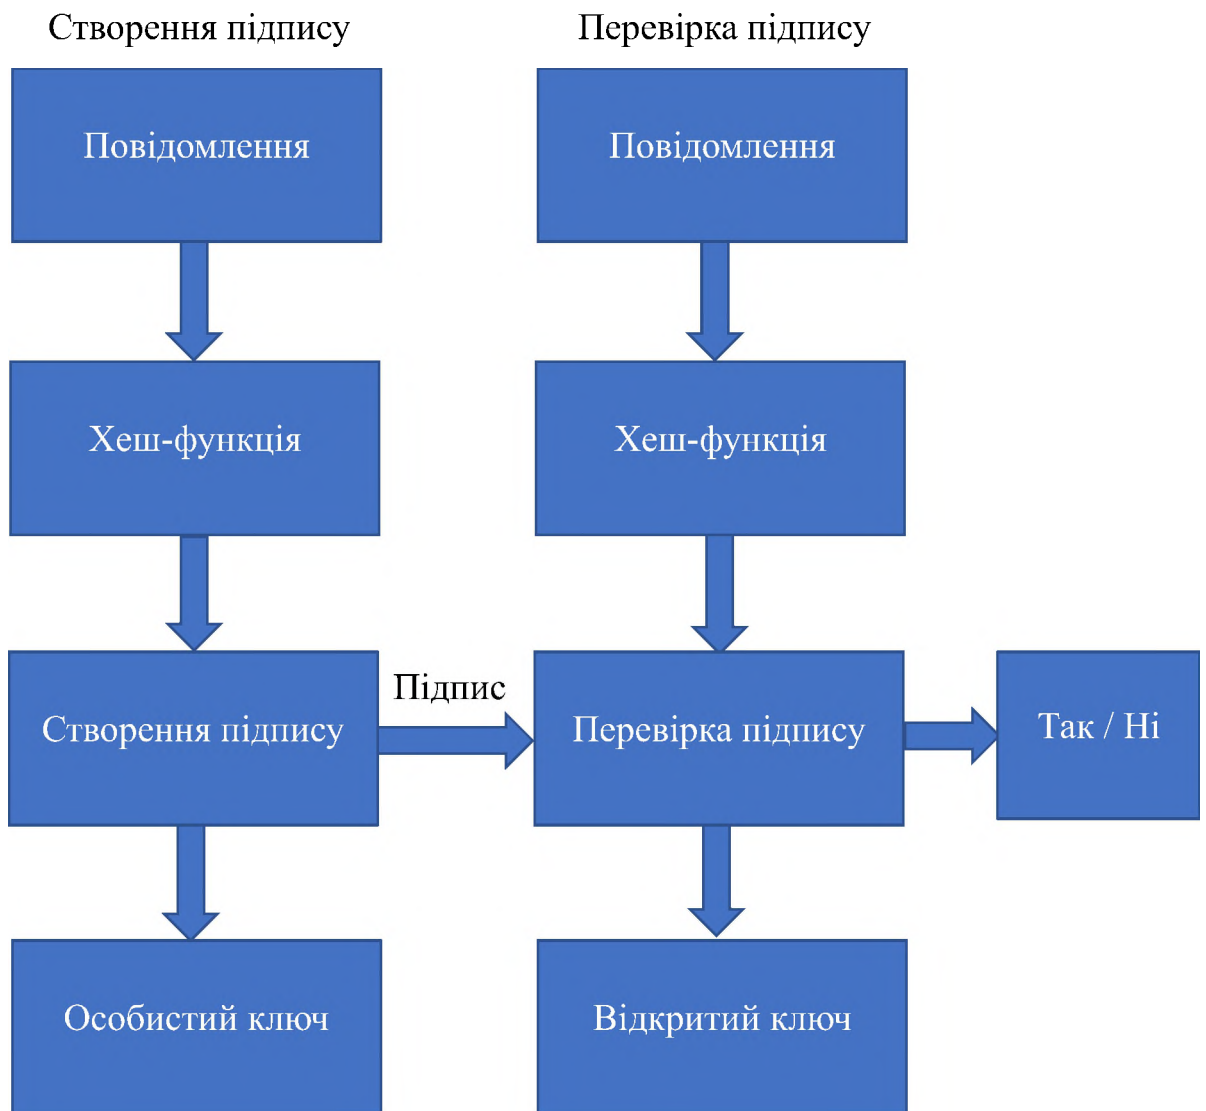 Створення підпису
Перевірка підпису
Повідомлення
Повідомлення
Хеш-функція
Хеш-функція
Підпис
Створення підпису
Перевірка підпису
Так / Ні
Особистий ключ
Відкритий ключ